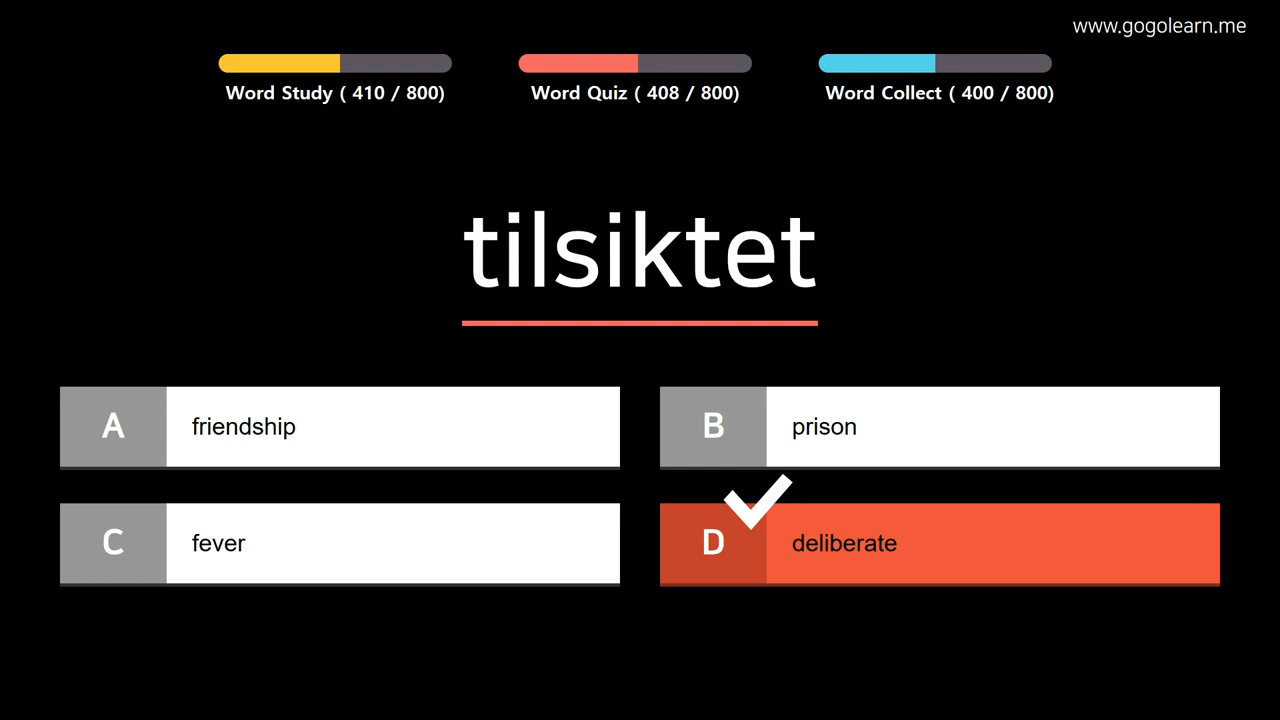 www.gogolearn.me
Word Study ( 410 / 800)
Word Quiz ( 408 / 800)
Word Collect ( 400 / 800)
tilsiktet
A friendship
B prison
C fever
D deliberate